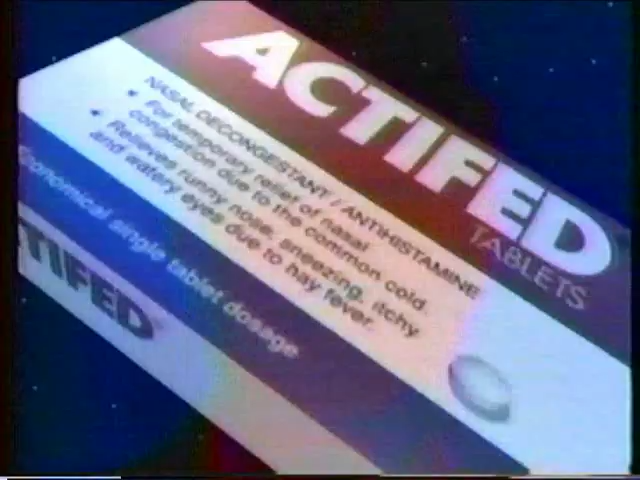 ACTIFED
TABLETS
NASAL DECONGESTANT / ANTIHISTAMINE
• For temporary relief of nasal
congestion due to the common cold.
• Relieves runny nose, sneezing, itchy
and watery eyes due to hay fever.
Economical single tablet dosage
CTIFED